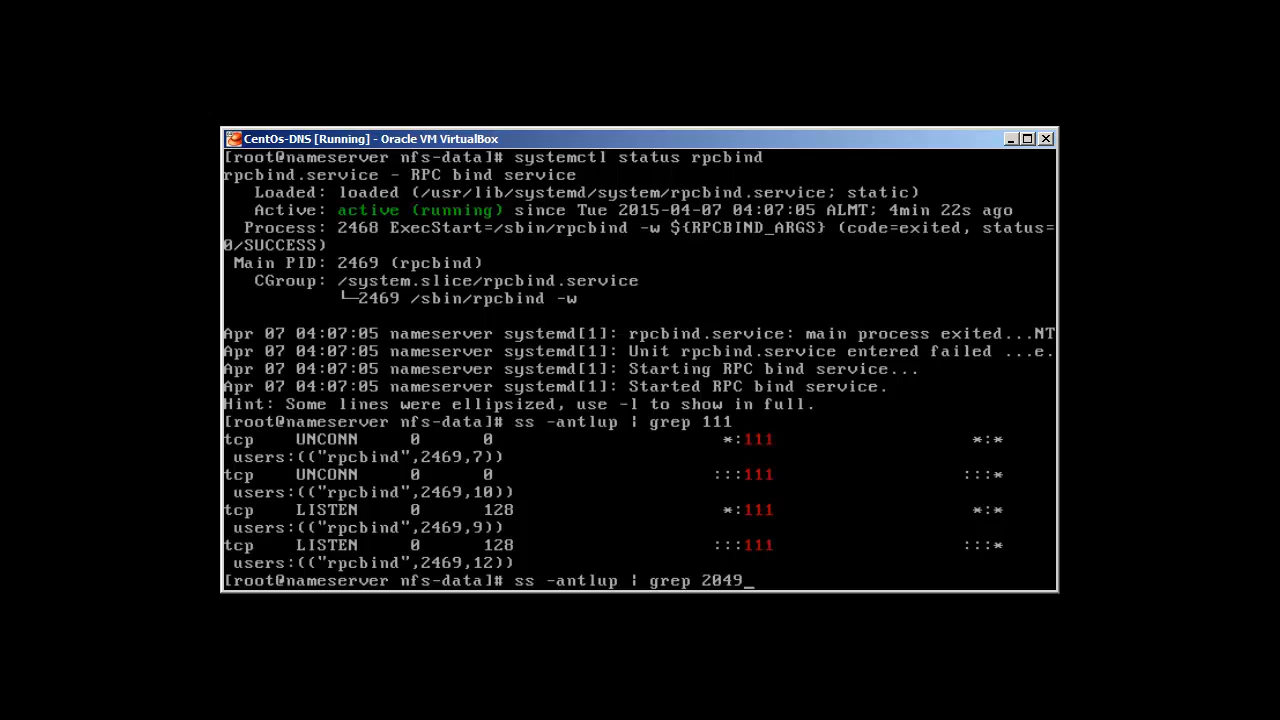 CentOs-DNS [Running] - Oracle VM VirtualBox
[root@nameserver nfs-data]# systemctl status rpcbind
rpcbind.service - RPC bind service
   Loaded: loaded (/usr/lib/systemd/system/rpcbind.service; static)
   Active: active (running) since Tue 2015-04-07 04:07:05 ALMT; 4min 22s ago
  Process: 2468 ExecStart=/sbin/rpcbind -w ${RPCBIND_ARGS} (code=exited, status=
0/SUCCESS)
 Main PID: 2469 (rpcbind)
   CGroup: /system.slice/rpcbind.service
           └─2469 /sbin/rpcbind -w
Apr 07 04:07:05 nameserver systemd[1]: rpcbind.service: main process exited...NT
Apr 07 04:07:05 nameserver systemd[1]: Unit rpcbind.service entered failed ...e.
Apr 07 04:07:05 nameserver systemd[1]: Starting RPC bind service...
Apr 07 04:07:05 nameserver systemd[1]: Started RPC bind service.
Hint: Some lines were ellipsized, use -l to show in full.
[root@nameserver nfs-data]# ss -antlup | grep 111
tcp    UNCONN     0      0                      *:111                   *:*
 users:(("rpcbind",2469,7))
tcp    UNCONN     0      0                     :::111                  :::*
 users:(("rpcbind",2469,10))
tcp    LISTEN     0      128                    *:111                   *:*
 users:(("rpcbind",2469,9))
tcp    LISTEN     0      128                   :::111                  :::*
 users:(("rpcbind",2469,12))
[root@nameserver nfs-data]# ss -antlup | grep 2049_